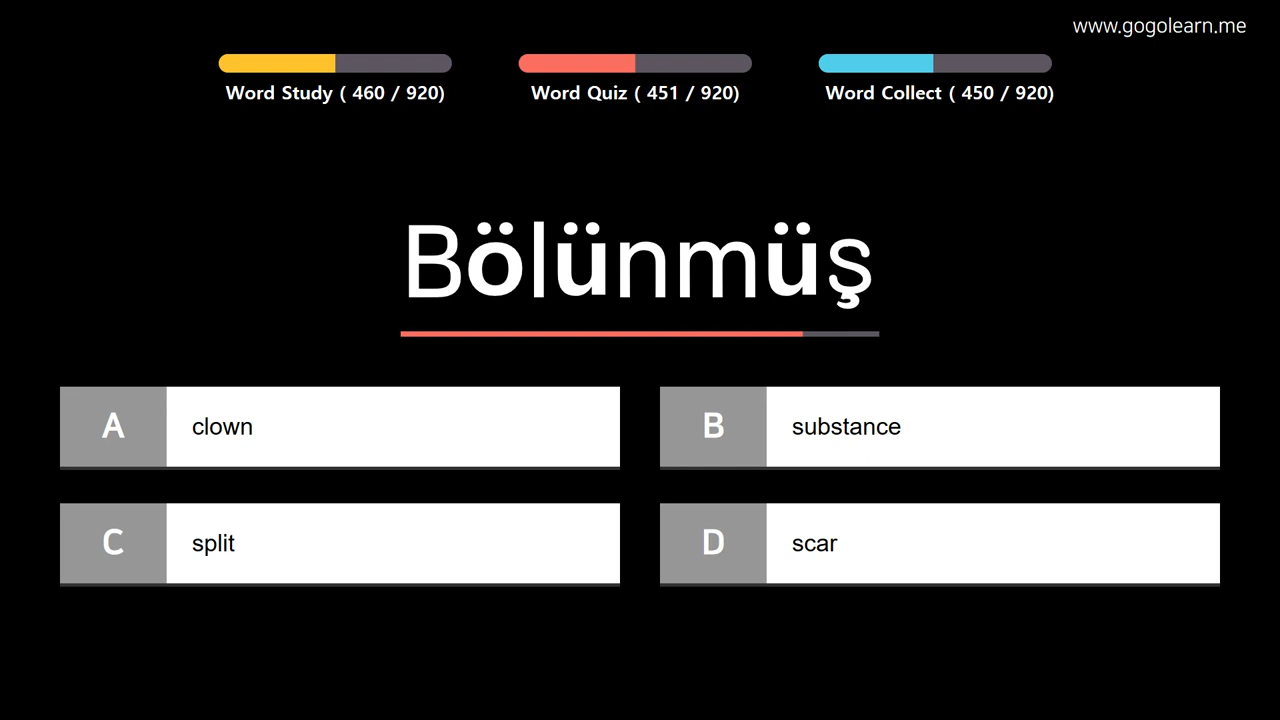 www.gogolearn.me
Word Study ( 460 / 920)
Word Quiz ( 451 / 920)
Word Collect ( 450 / 920)
Bölünmüş
A clown
B substance
C split
D scar